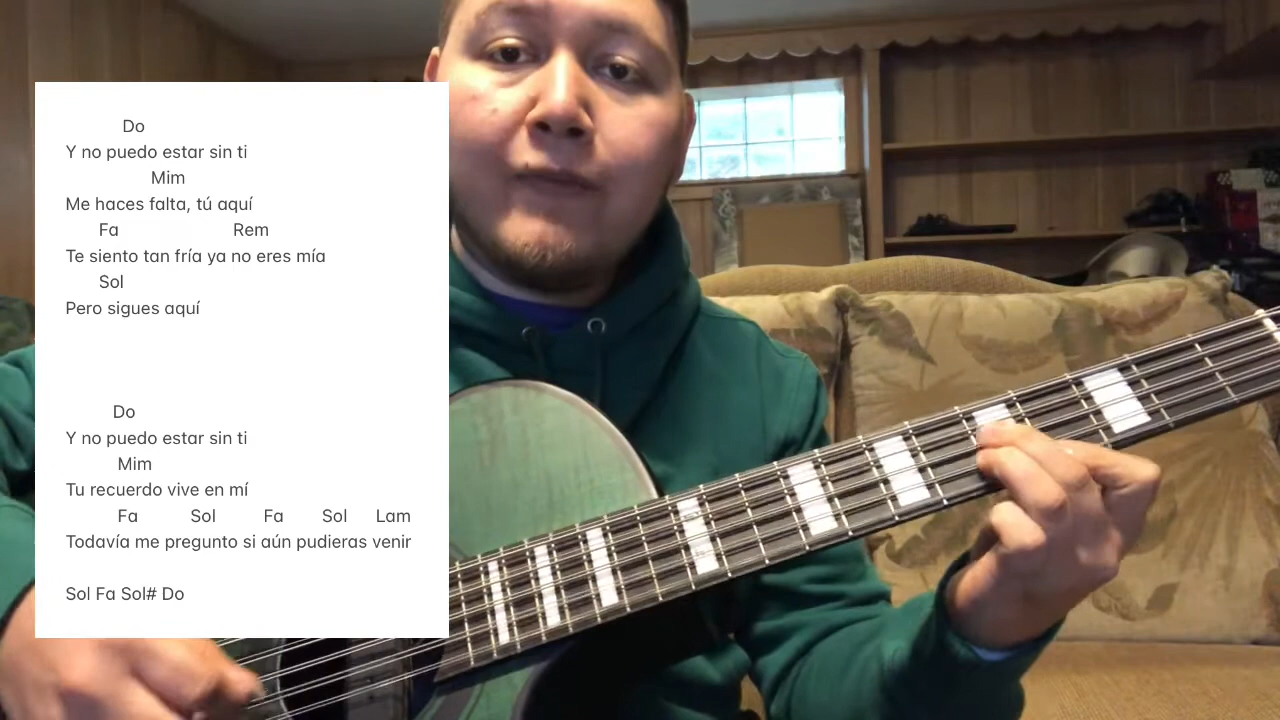 Do
Y no puedo estar sin ti
Mim
Me haces falta, tú aquí
Fa Rem
Te siento tan fría ya no eres mía
Sol
Pero sigues aquí
Do
Y no puedo estar sin ti
Mim
Tu recuerdo vive en mí
Fa Sol Fa Sol Lam
Todavía me pregunto si aún pudieras venir
Sol Fa Sol# Do